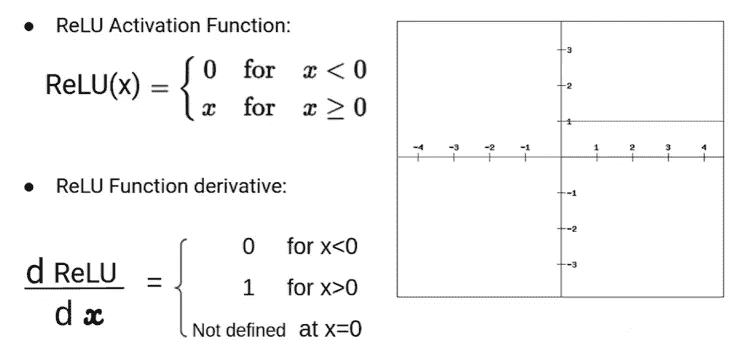 ● ReLU Activation Function:
ReLU(x) = { 0 for x < 0
x for x ≥ 0
● ReLU Function derivative:
d ReLU / d x = { 0 for x<0
1 for x>0
Not defined at x=0
3
2
1
-4 -3 -2 -1 1 2 3 4
-1
-2
-3